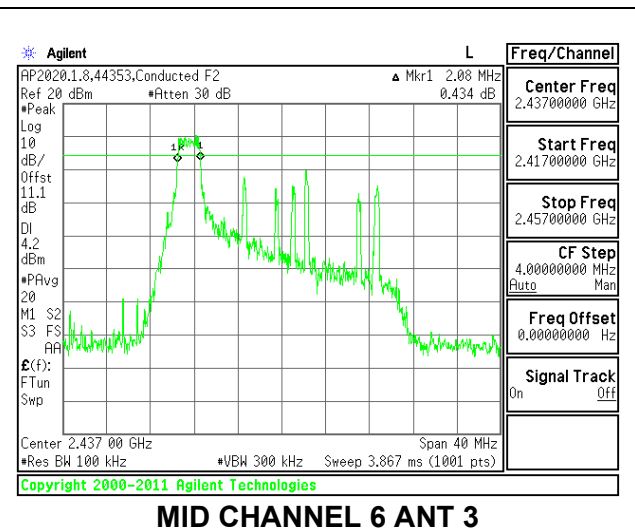 Agilent
L
Freq/Channel
AP2020.1.8,44353,Conducted F2
Δ Mkr1 2.08 MHz
Ref 20 dBm
#Atten 30 dB
0.434 dB
#Peak
Log
10
dB/
Offst
11.1
dB
DI
4.2
dBm
#PAvg
20
M1 S2
S3 FS
AA
£(f):
FTun
Swp
1R
1
Center 2.437 00 GHz
Span 40 MHz
#Res BW 100 kHz
#VBW 300 kHz
Sweep 3.867 ms (1001 pts)
Copyright 2000-2011 Agilent Technologies
Center Freq
2.43700000 GHz
Start Freq
2.41700000 GHz
Stop Freq
2.45700000 GHz
CF Step
4.00000000 MHz
Auto Man
Freq Offset
0.00000000 Hz
Signal Track
On Off
MID CHANNEL 6 ANT 3